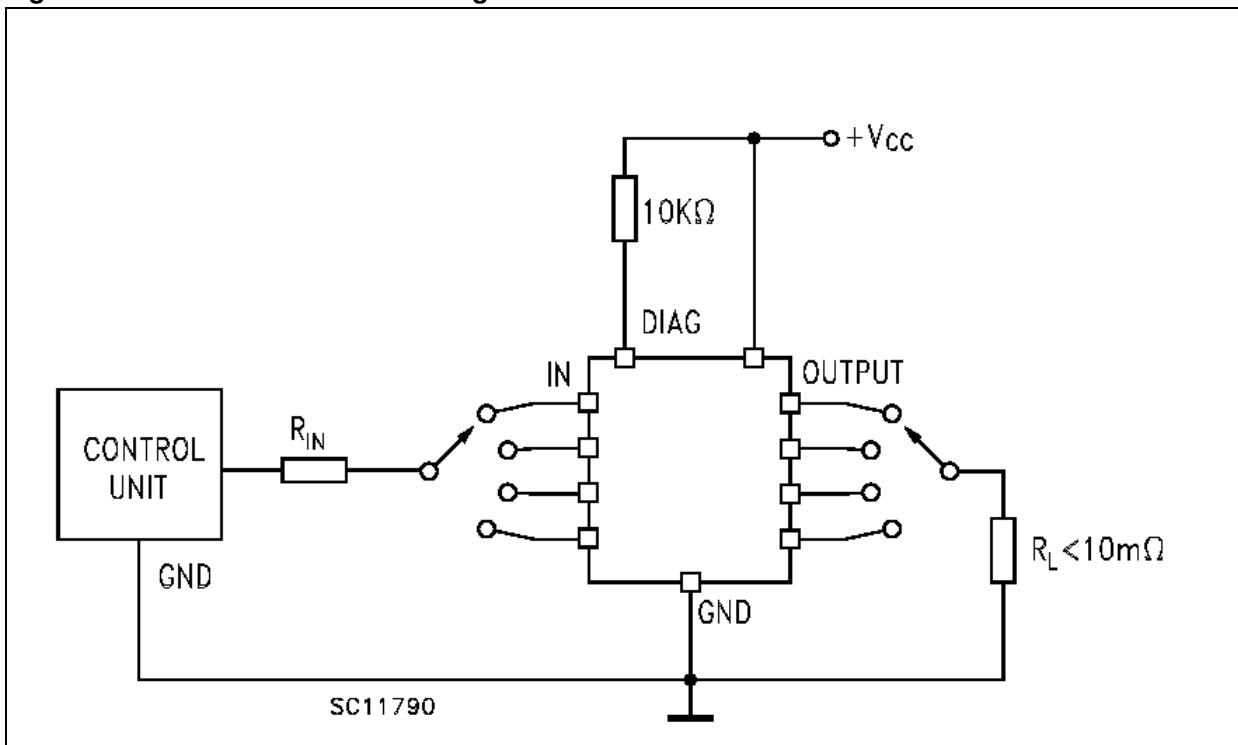 +Vcc
10KΩ
DIAG
IN
OUTPUT
CONTROL
UNIT
R_IN
R_L<10mΩ
GND
GND
SC11790